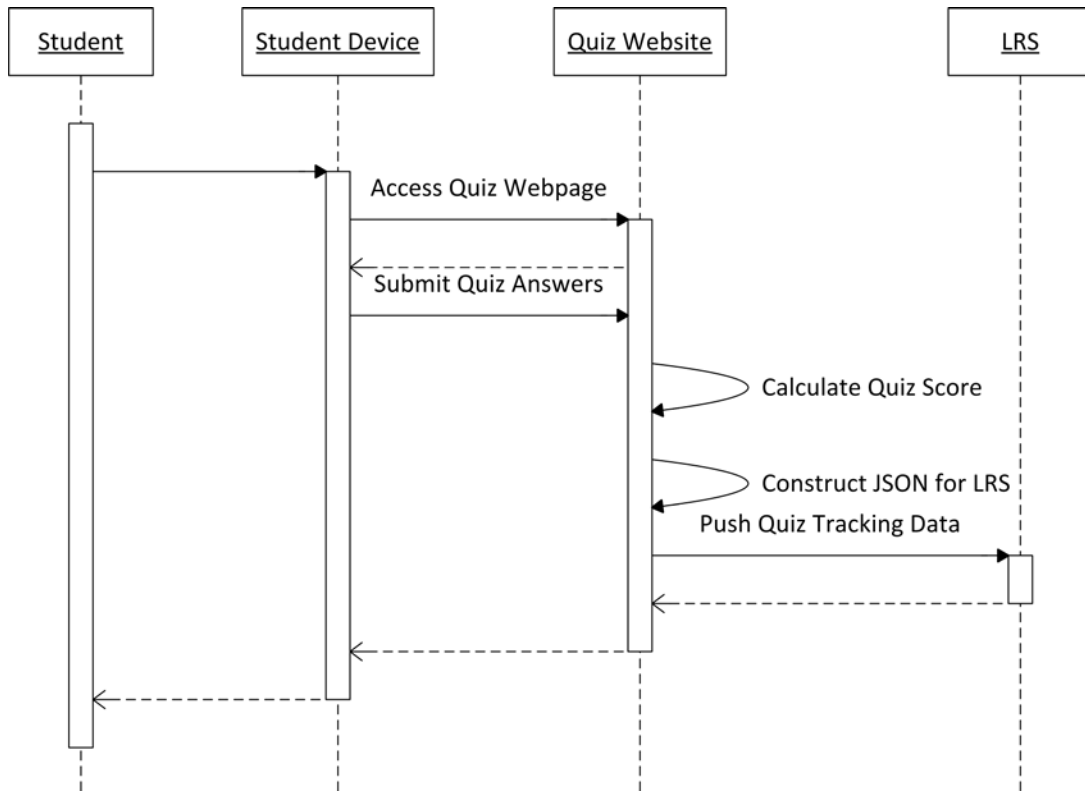 Student
Student Device
Quiz Website
LRS
Access Quiz Webpage
Submit Quiz Answers
Calculate Quiz Score
Construct JSON for LRS
Push Quiz Tracking Data